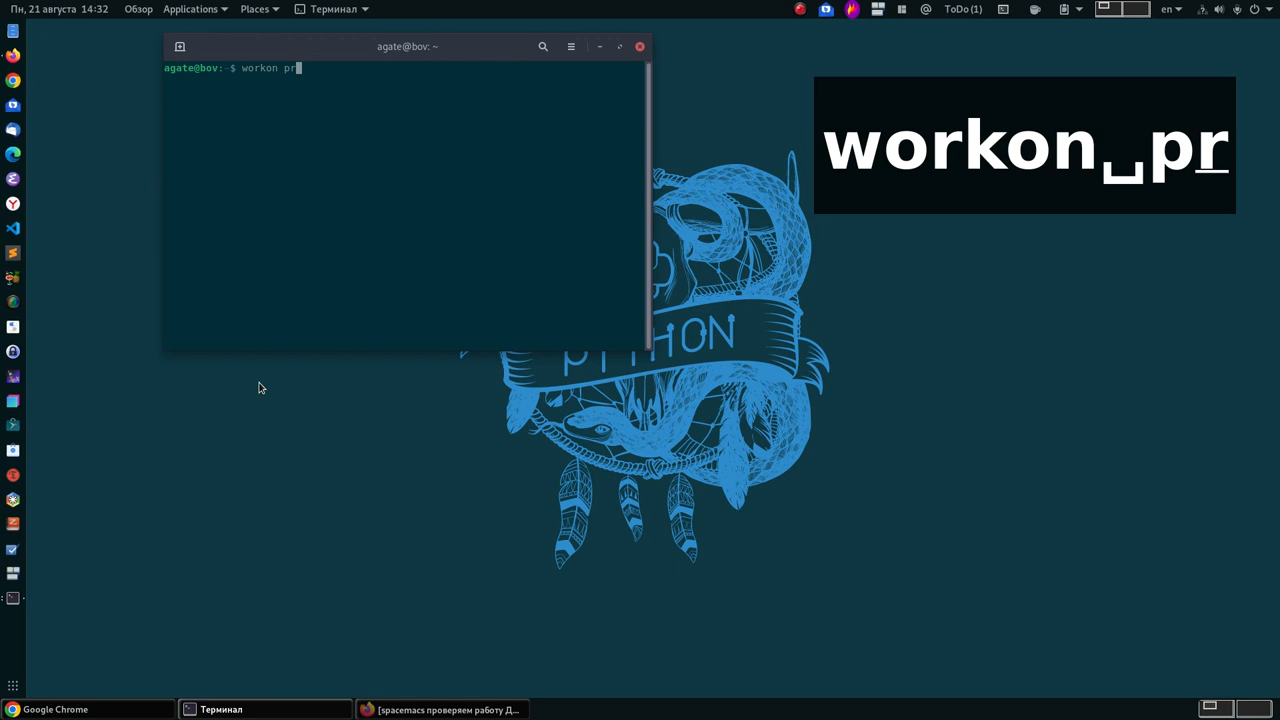 Пн, 21 августа 14:32 Обзор Applications Places Терминал ToDo (1) en
agate@bov: ~
agate@bov:~$ workon pr
workon␣pr
PYTHON
Google Chrome Терминал [spacemacs проверяем работу Д...